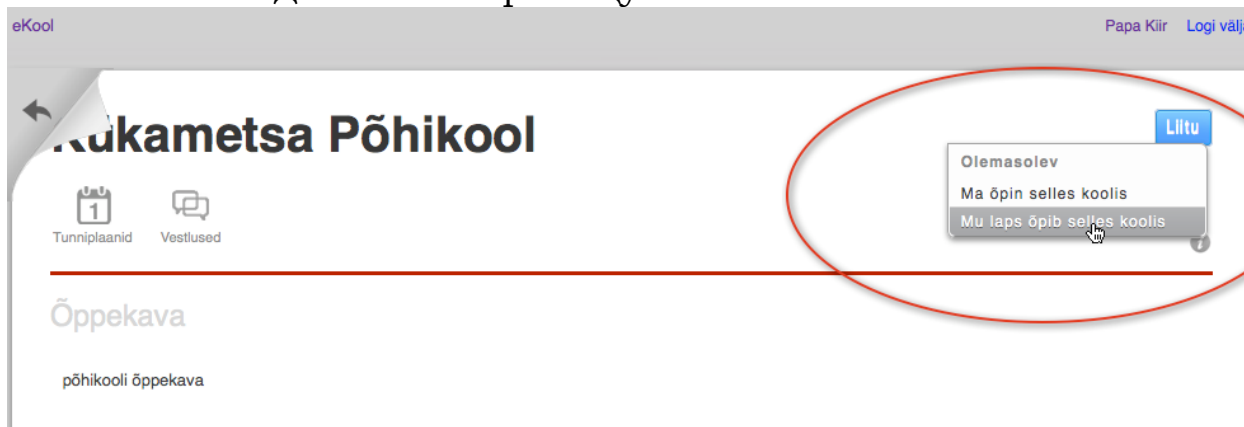 eKool
Papa Kiir Logi välja
Põhikool
Liitu
Olemasolev
Ma õpin selles koolis
Mu laps õpib selles koolis
Tunniplaanid Vestlused
Õppekava
põhikooli õppekava